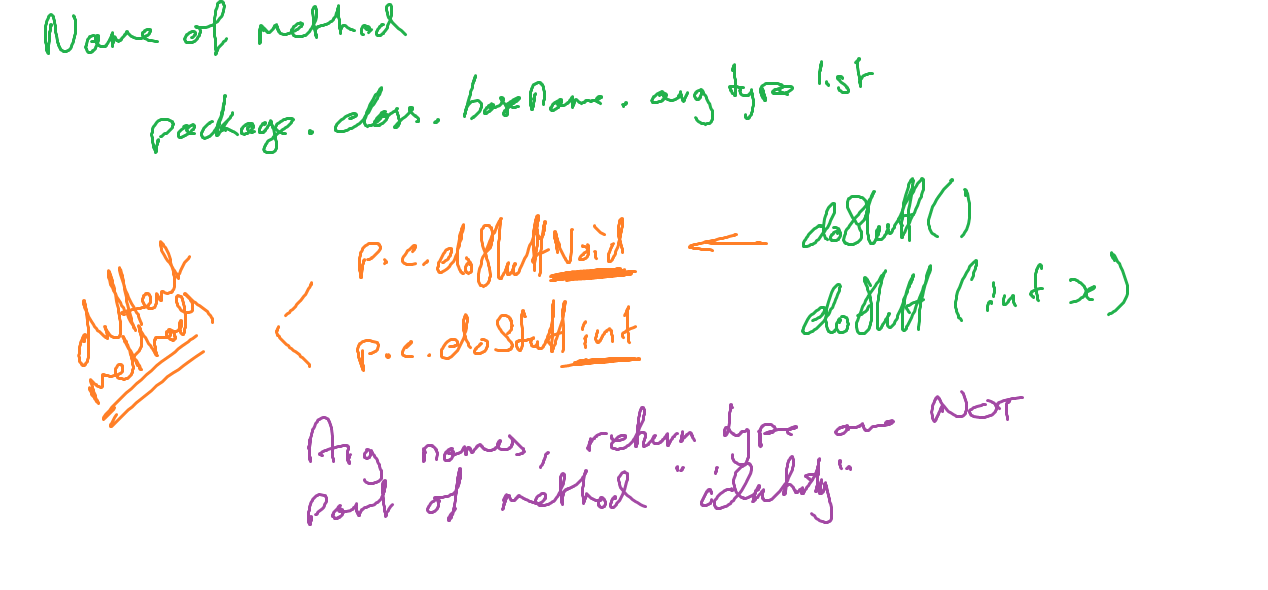 Name of method
package.class.baseName.arg type list
p.c.doStuffVoid
doStuff()
different
methods
p.c.doStuffint
doStuff(int x)
Arg names, return type are NOT
part of method "identity"